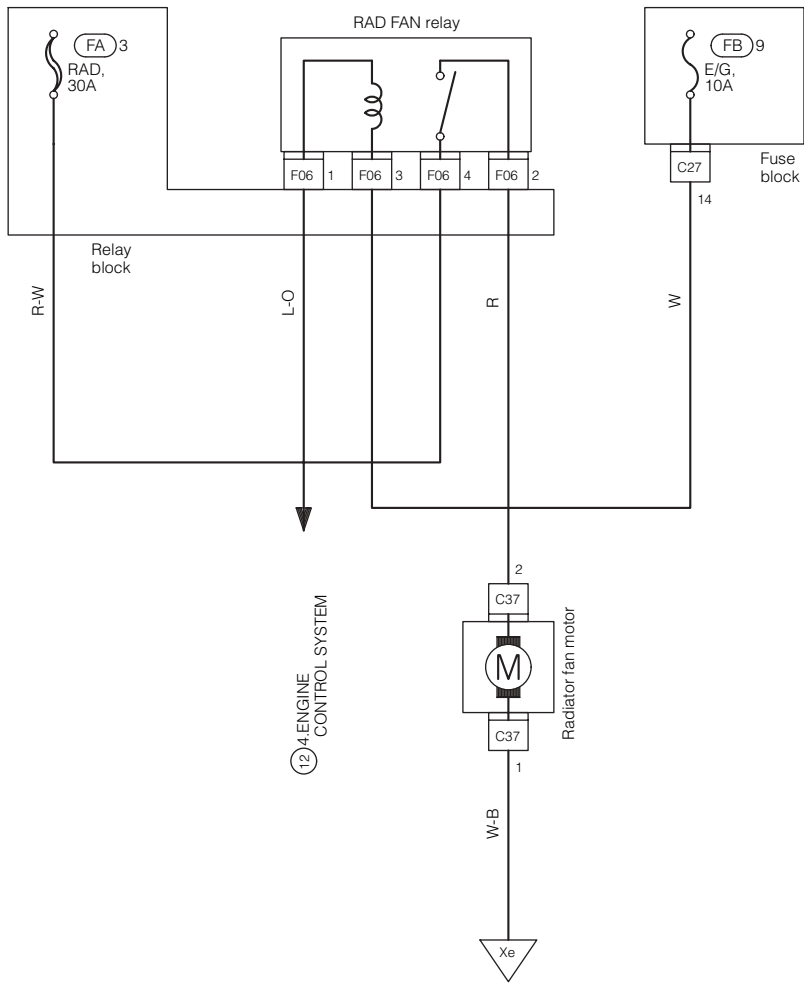 RAD FAN relay
FA 3
RAD,
30A
FB 9
E/G,
10A
F06 1
F06 3
F06 4
F06 2
C27
14
Fuse
block
Relay
block
R-W
L-O
R
W
2
C37
M
Radiator fan motor
C37
1
12 4.ENGINE
CONTROL SYSTEM
W-B
Xe